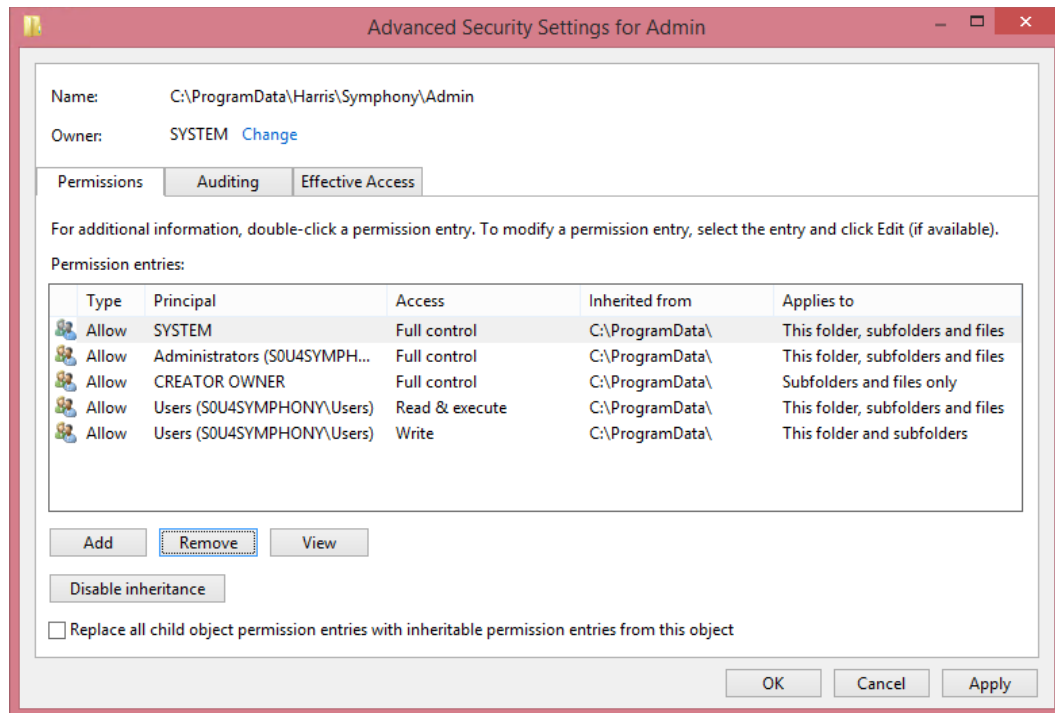 Advanced Security Settings for Admin
Name: C:\ProgramData\Harris\Symphony\Admin
Owner: SYSTEM Change
Permissions Auditing Effective Access
For additional information, double-click a permission entry. To modify a permission entry, select the entry and click Edit (if available).
Permission entries:
Type Principal Access Inherited from Applies to
Allow SYSTEM Full control C:\ProgramData\ This folder, subfolders and files
Allow Administrators (S0U4SYMPH... Full control C:\ProgramData\ This folder, subfolders and files
Allow CREATOR OWNER Full control C:\ProgramData\ Subfolders and files only
Allow Users (S0U4SYMPHONY\Users) Read & execute C:\ProgramData\ This folder, subfolders and files
Allow Users (S0U4SYMPHONY\Users) Write C:\ProgramData\ This folder and subfolders
Add Remove View
Disable inheritance
Replace all child object permission entries with inheritable permission entries from this object
OK Cancel Apply